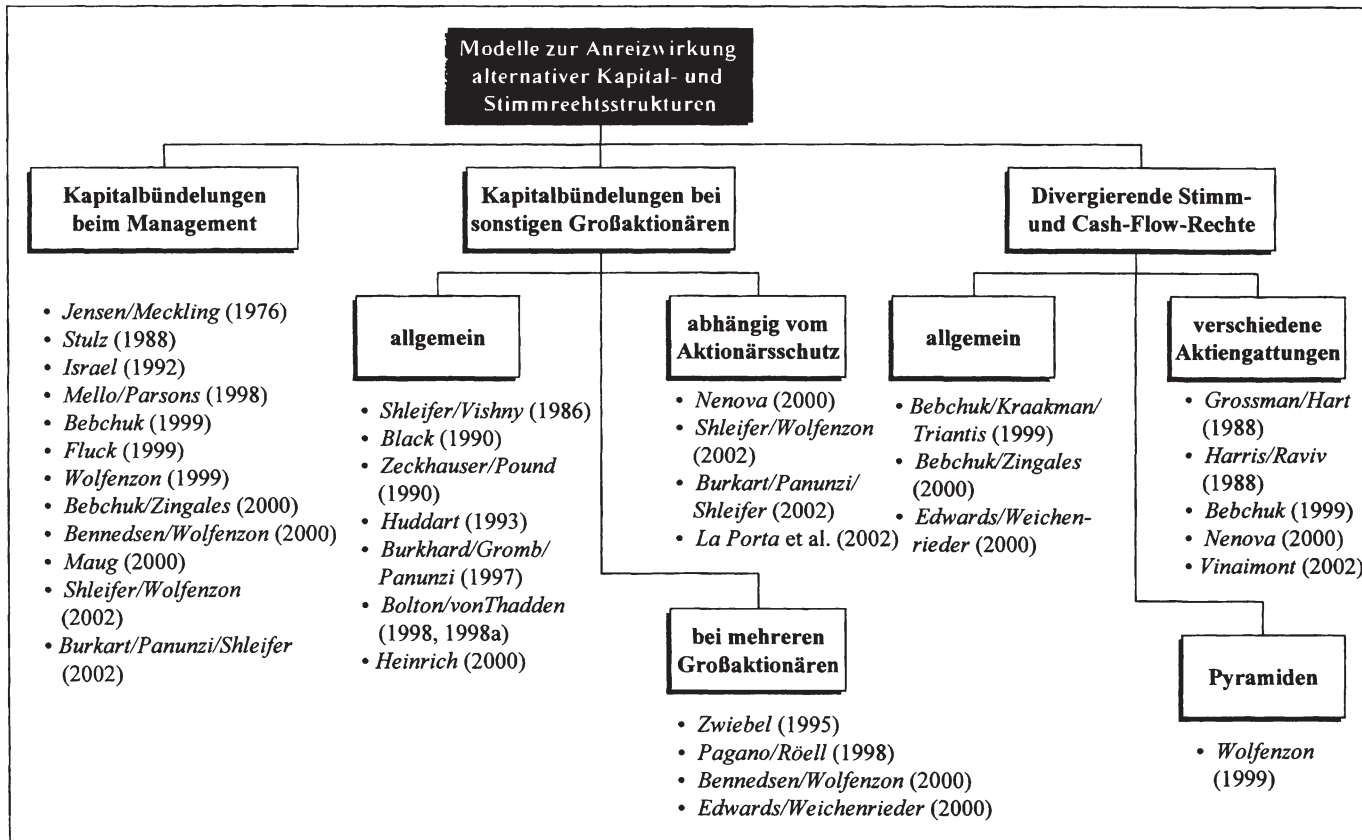 Modelle zur Anreizwirkung
alternativer Kapital- und
Stimmrechtsstrukturen
Kapitalbündelungen
beim Management
• Jensen/Meckling (1976)
• Stulz (1988)
• Israel (1992)
• Mello/Parsons (1998)
• Bebchuk (1999)
• Fluck (1999)
• Wolfenzon (1999)
• Bebchuk/Zingales (2000)
• Bennedsen/Wolfenzon (2000)
• Maug (2000)
• Shleifer/Wolfenzon
(2002)
• Burkart/Panunzi/Shleifer
(2002)
Kapitalbündelungen bei
sonstigen Großaktionären
allgemein
• Shleifer/Vishny (1986)
• Black (1990)
• Zeckhauser/Pound
(1990)
• Huddart (1993)
• Burkhard/Gromb/
Panunzi (1997)
• Bolton/vonThadden
(1998, 1998a)
• Heinrich (2000)
abhängig vom
Aktionärsschutz
• Nenova (2000)
• Shleifer/Wolfenzon
(2002)
• Burkart/Panunzi/
Shleifer (2002)
• La Porta et al. (2002)
bei mehreren
Großaktionären
• Zwiebel (1995)
• Pagano/Röell (1998)
• Bennedsen/Wolfenzon (2000)
• Edwards/Weichenrieder (2000)
Divergierende Stimm-
und Cash-Flow-Rechte
allgemein
• Bebchuk/Kraakman/
Triantis (1999)
• Bebchuk/Zingales
(2000)
• Edwards/Weichen-
rieder (2000)
verschiedene
Aktiengattungen
• Grossman/Hart
(1988)
• Harris/Raviv
(1988)
• Bebchuk (1999)
• Nenova (2000)
• Vinaimont (2002)
Pyramiden
• Wolfenzon
(1999)